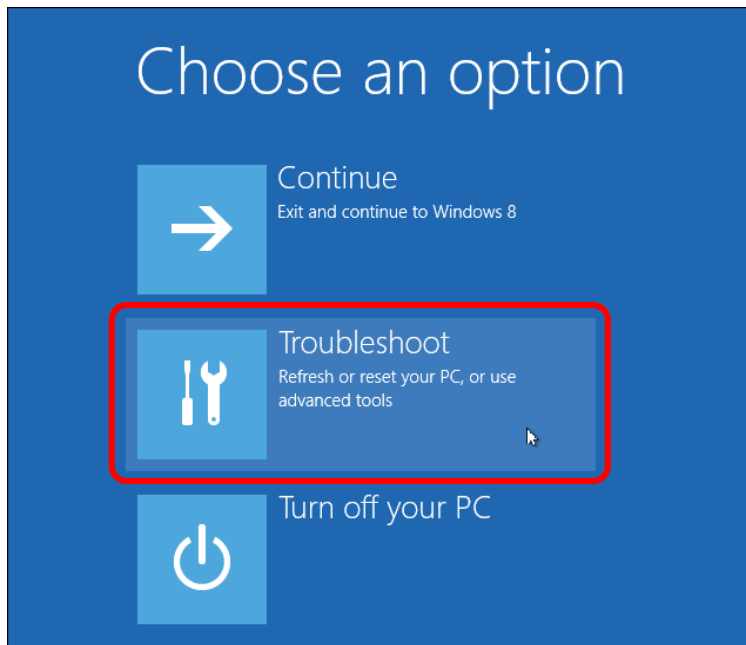 Choose an option
Continue
Exit and continue to Windows 8
Troubleshoot
Refresh or reset your PC, or use
advanced tools
Turn off your PC